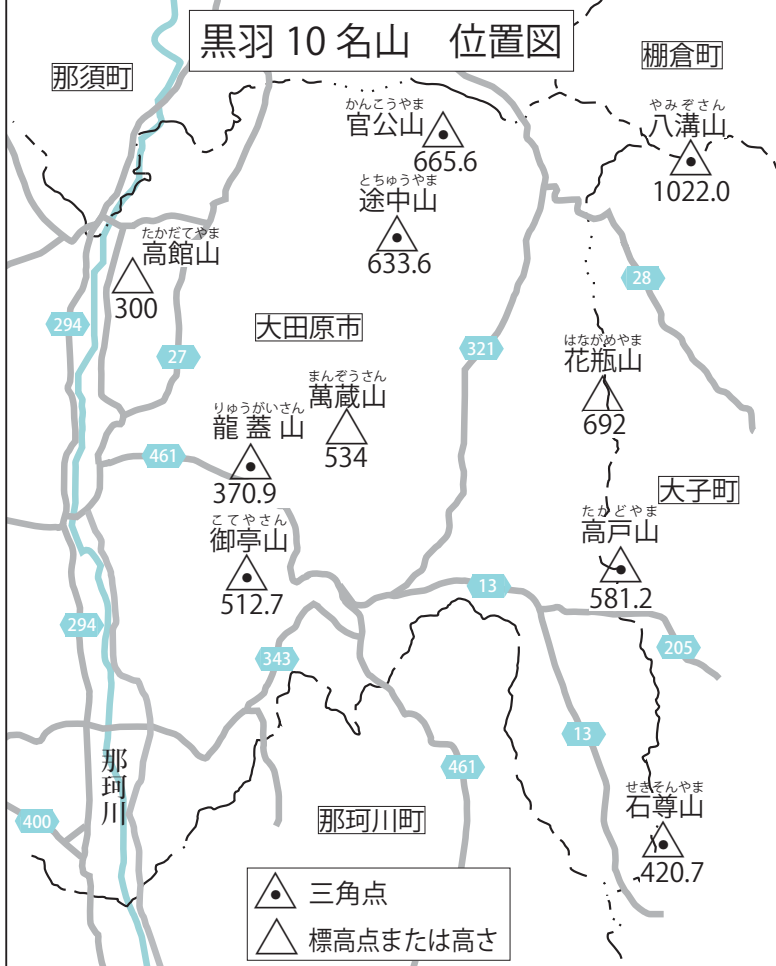 黒羽10名山 位置図
那須町
棚倉町
かんこうやま
官公山
665.6
やみぞさん
八溝山
1022.0
とちゅうやま
途中山
633.6
たかだてやま
高館山
300
28
294
大田原市
27
321
はながめやま
花瓶山
692
まんぞうさん
萬蔵山
534
りゅうがいさん
龍蓋山
370.9
461
大子町
たかどやま
高戸山
581.2
こてやさん
御亭山
512.7
13
294
343
205
13
461
那珂川
400
那珂川町
せきそんやま
石尊山
420.7
三角点
標高点または高さ